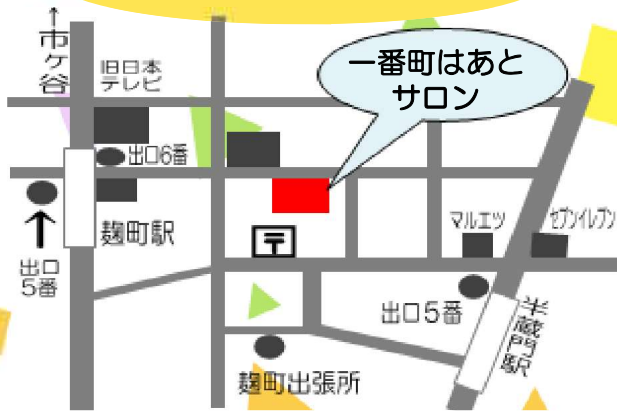 ↑
市ヶ谷
旧日本
テレビ
一番町はあと
サロン
出口6番
麹町駅
出口
5番
〒
マルエツ
セブンイレブン
出口5番
半蔵門駅
麹町出張所